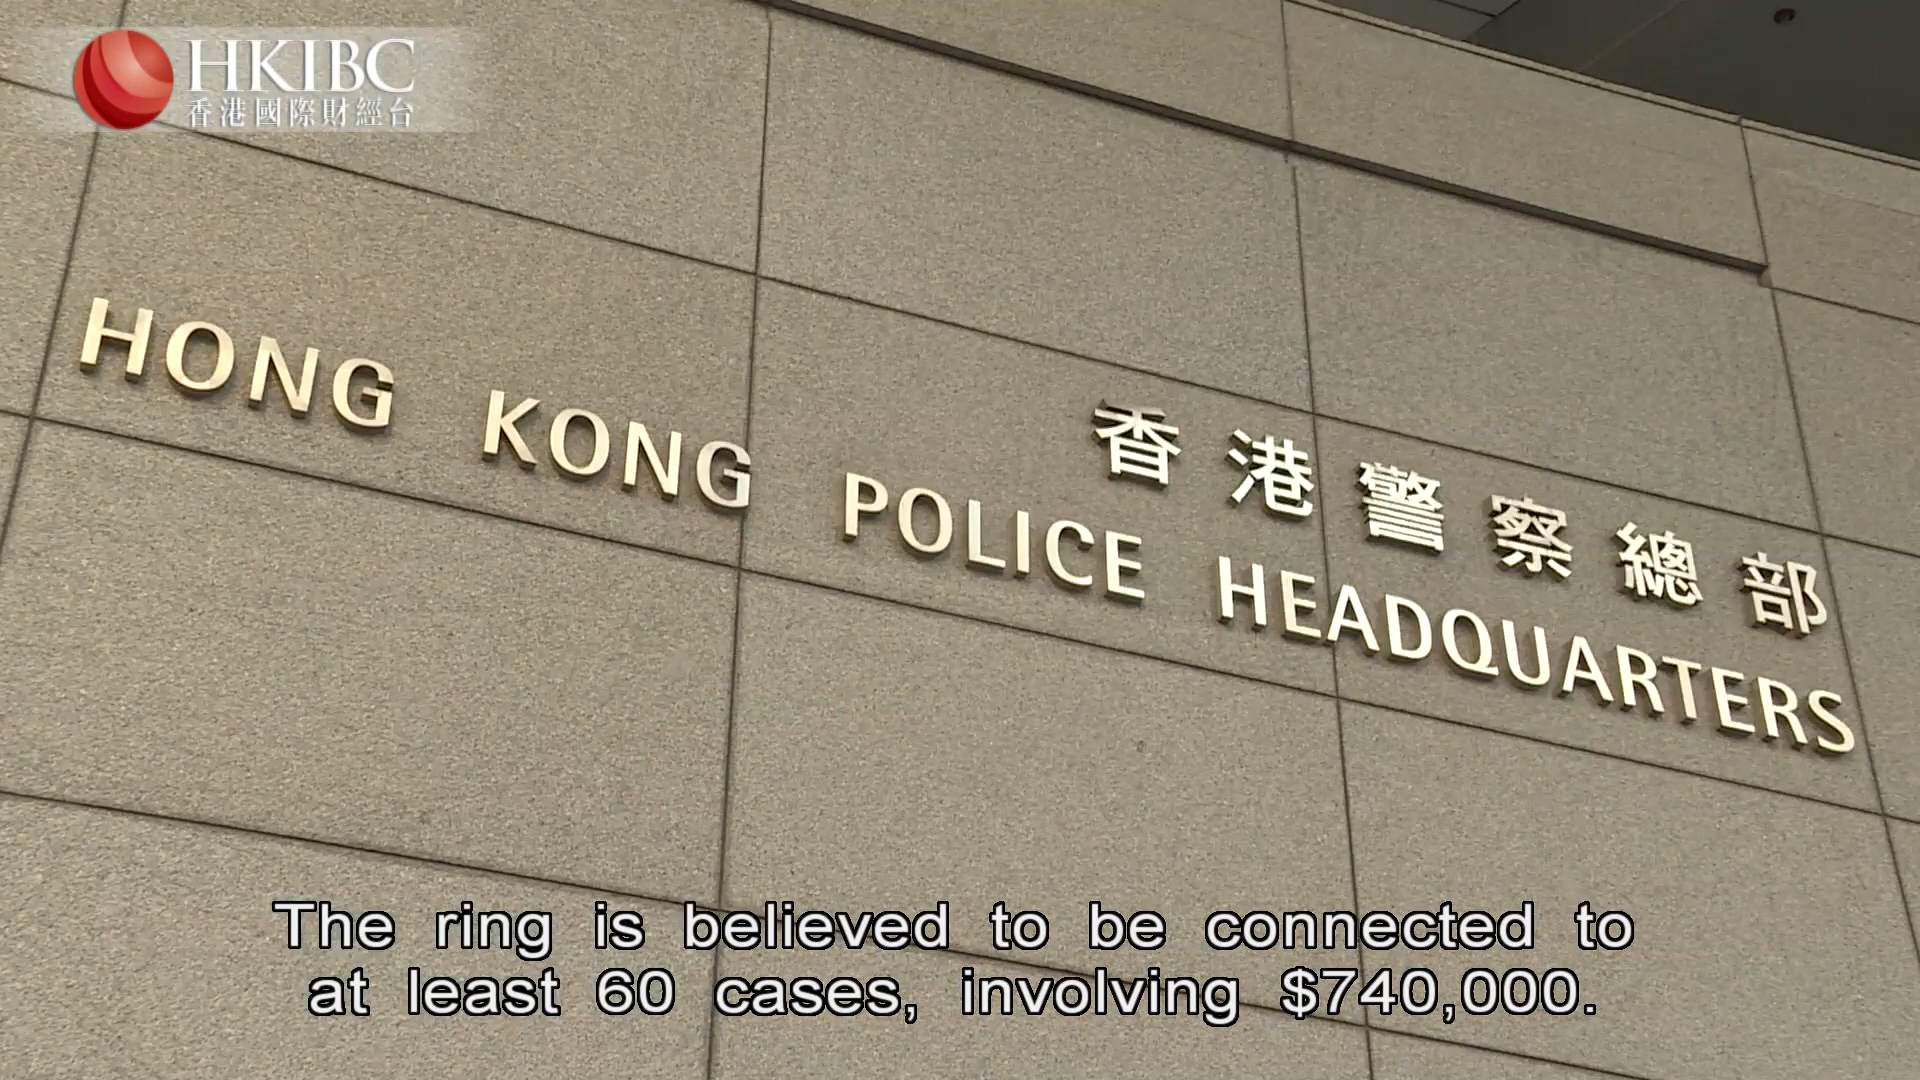 HKIBC
香港國際財經台
香港警察總部
HONG KONG POLICE HEADQUARTERS
The ring is believed to be connected to
at least 60 cases, involving $740,000.